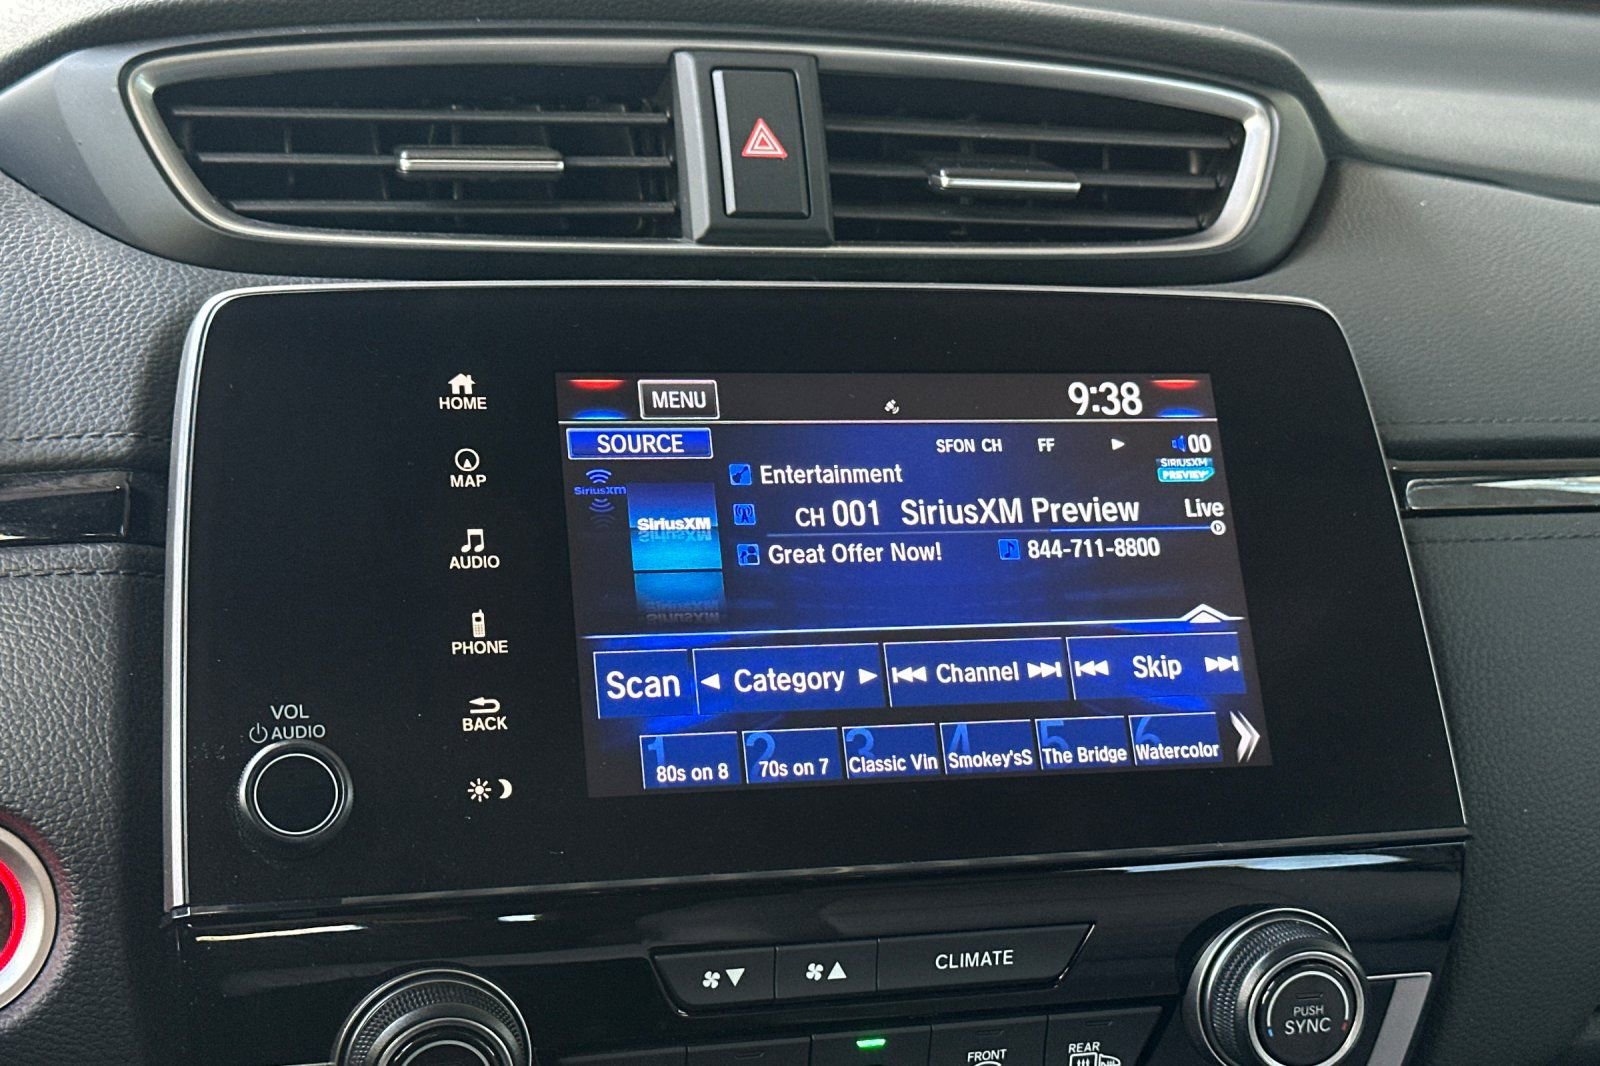 HOME
MAP
AUDIO
PHONE
BACK
VOL
AUDIO
MENU
9:38
SOURCE
SFON CH FF 00
SiriusXM
SiriusXM
SIRIUSXM
PREVIEW
Entertainment
CH 001 SiriusXM Preview Live
Great Offer Now! 844-711-8800
Scan Category Channel Skip
1 80s on 8
2 70s on 7
3 Classic Vin
4 Smokey'sS
5 The Bridge
6 Watercolor
CLIMATE
PUSH
SYNC
FRONT
REAR